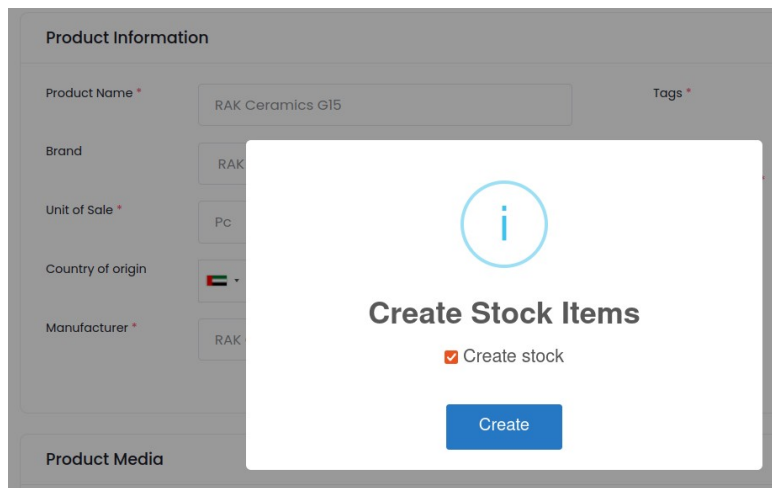 Product Information
Product Name *
RAK Ceramics G15
Tags *
Brand
RAK
*
Unit of Sale *
Pc
Country of origin
Manufacturer *
RAK
i
Create Stock Items
Create stock
Create
Product Media